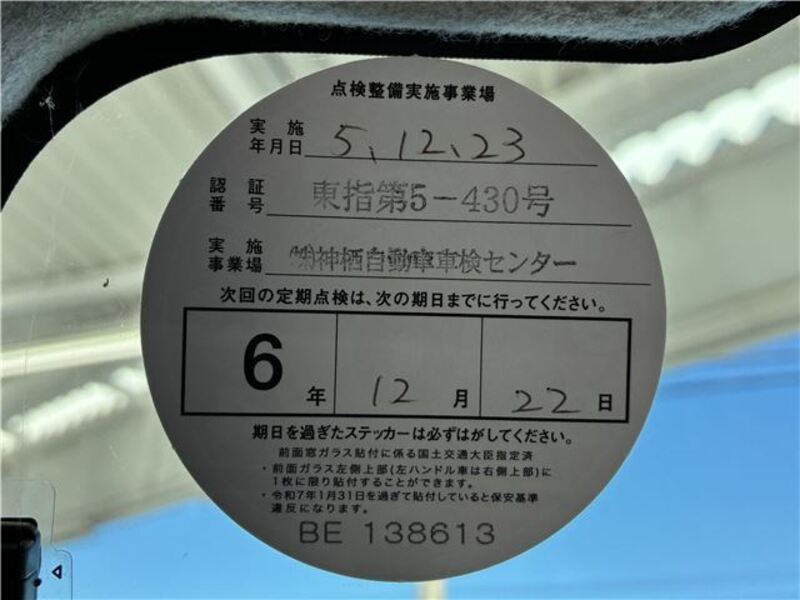 点検整備実施事業場
実施年月日 5、12、23
認証番号 東指第5-430号
実施事業場 ㈱神栖自動車車検センター
次回の定期点検は、次の期日までに行ってください。
6年 12月 22日
期日を過ぎたステッカーは必ずはがしてください。
前面窓ガラス貼付に係る国土交通大臣指定済
・前面ガラス左側上部(左ハンドル車は右側上部)に
1枚に限り貼付することができます。
・令和7年1月31日を過ぎて貼付していると保安基準
違反になります。
BE 138613